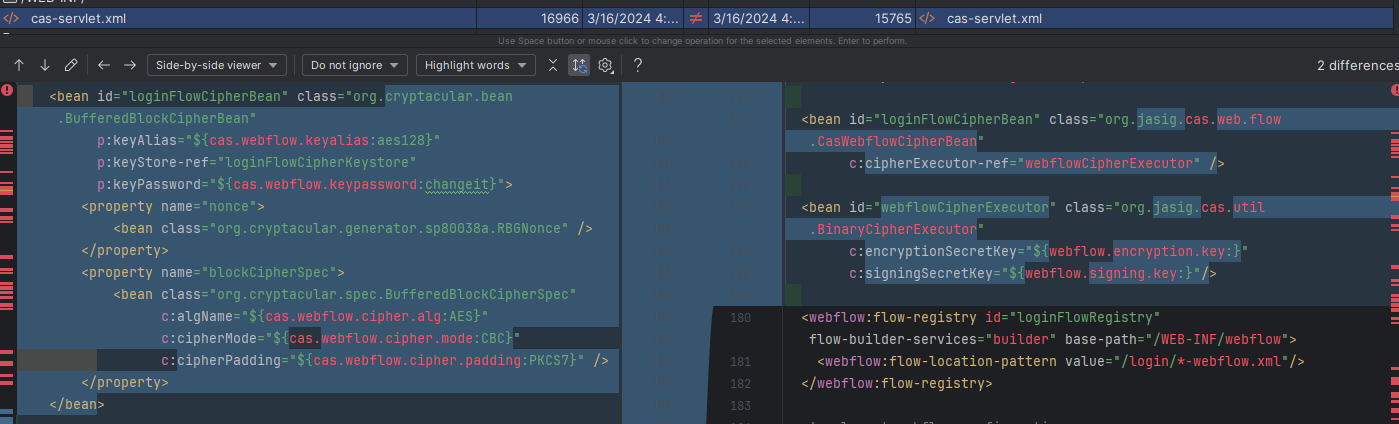 cas-servlet.xml 16966 3/16/2024 4:... ≠ 3/16/2024 4:... 15765 cas-servlet.xml
Use Space button or mouse click to change operation for the selected elements. Enter to perform.
Side-by-side viewer Do not ignore Highlight words ? 2 differences
<bean id="loginFlowCipherBean" class="org.cryptacular.bean
.BufferedBlockCipherBean"
p:keyAlias="${cas.webflow.keyalias:aes128}"
p:keyStore-ref="loginFlowCipherKeystore"
p:keyPassword="${cas.webflow.keypassword:changeit}">
<property name="nonce">
<bean class="org.cryptacular.generator.sp80038a.RBGNonce" />
</property>
<property name="blockCipherSpec">
<bean class="org.cryptacular.spec.BufferedBlockCipherSpec"
c:algName="${cas.webflow.cipher.alg:AES}"
c:cipherMode="${cas.webflow.cipher.mode:CBC}"
c:cipherPadding="${cas.webflow.cipher.padding:PKCS7}" />
</property>
</bean>
<bean id="loginFlowCipherBean" class="org.jasig.cas.web.flow
.CasWebflowCipherBean"
c:cipherExecutor-ref="webflowCipherExecutor" />
<bean id="webflowCipherExecutor" class="org.jasig.cas.util
.BinaryCipherExecutor"
c:encryptionSecretKey="${webflow.encryption.key:}"
c:signingSecretKey="${webflow.signing.key:}"/>
180 <webflow:flow-registry id="loginFlowRegistry"
flow-builder-services="builder" base-path="/WEB-INF/webflow">
181 <webflow:flow-location-pattern value="/login/*-webflow.xml"/>
182 </webflow:flow-registry>
183